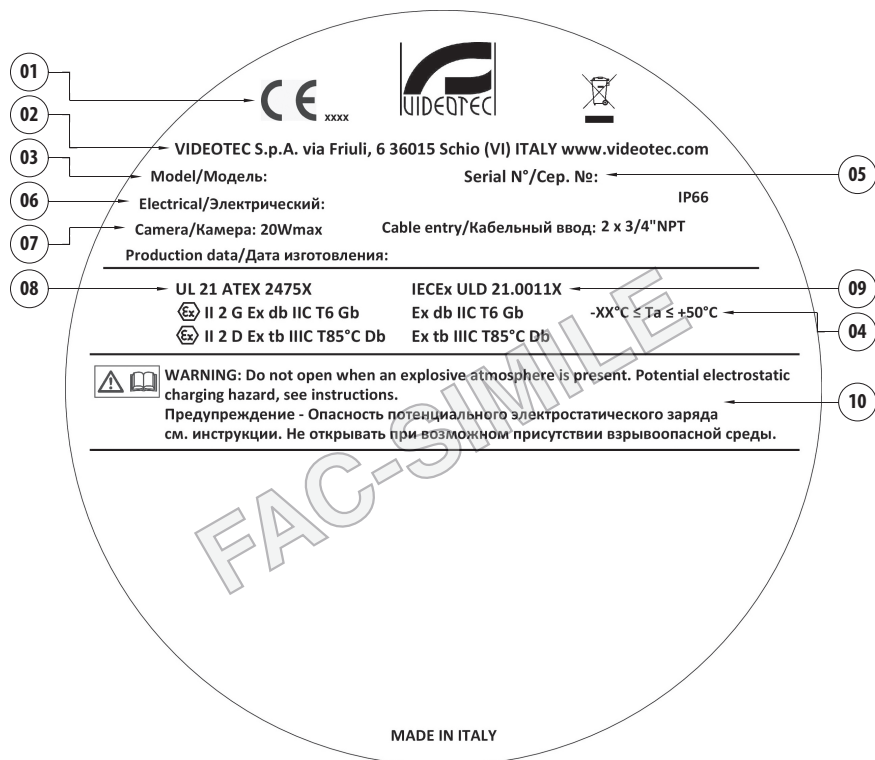 01
CE xxxx
VIDEOTEC
02
VIDEOTEC S.p.A. via Friuli, 6 36015 Schio (VI) ITALY www.videotec.com
03
Model/Модель:
Serial N°/Сер. №:
05
06
Electrical/Электрический:
IP66
07
Camera/Камера: 20Wmax
Cable entry/Кабельный ввод: 2 x 3/4"NPT
Production data/Дата изготовления:
08
UL 21 ATEX 2475X
IECEx ULD 21.0011X
09
Ex II 2 G Ex db IIC T6 Gb
Ex db IIC T6 Gb
-XX°C ≤ Ta ≤ +50°C
04
Ex II 2 D Ex tb IIIC T85°C Db
Ex tb IIIC T85°C Db
WARNING: Do not open when an explosive atmosphere is present. Potential electrostatic
charging hazard, see instructions.
10
Предупреждение - Опасность потенциального электростатического заряда
см. инструкции. Не открывать при возможном присутствии взрывоопасной среды.
FAC-SIMILE
MADE IN ITALY